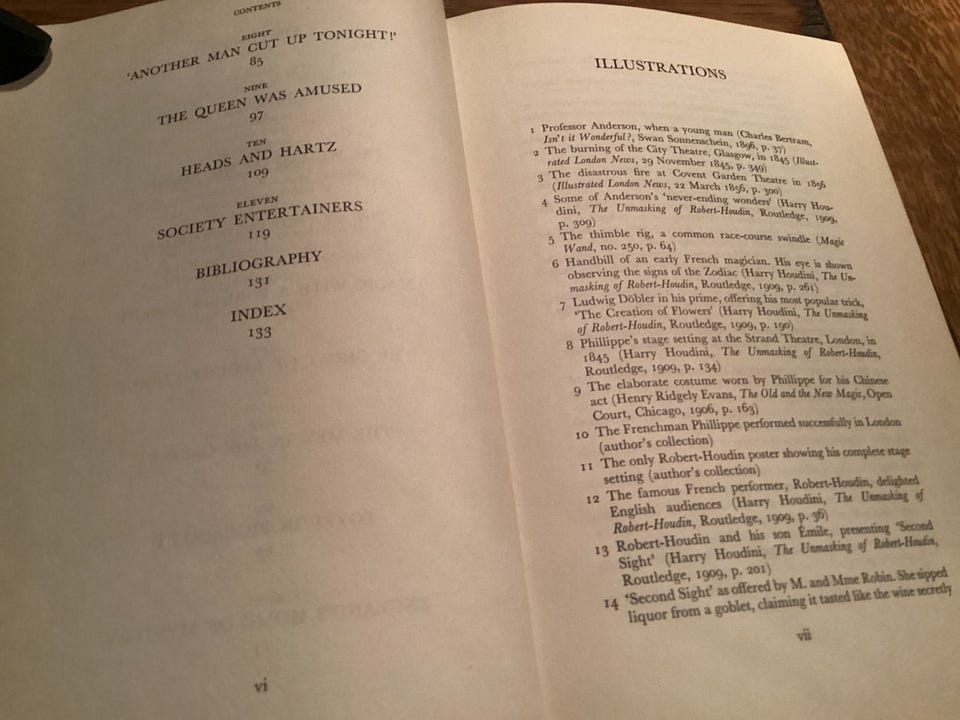 CONTENTS
EIGHT
'ANOTHER MAN CUT UP TONIGHT!'
85
NINE
THE QUEEN WAS AMUSED
97
TEN
HEADS AND HARTZ
109
ELEVEN
SOCIETY ENTERTAINERS
119
BIBLIOGRAPHY
131
INDEX
133
vi
ILLUSTRATIONS
1 Professor Anderson, when a young man (Charles Bertram,
Isn't it Wonderful?, Swan Sonnenschein, 1896, p. 37)
2 The burning of the City Theatre, Glasgow, in 1845 (Illust-
rated London News, 29 November 1845, p. 349)
3 The disastrous fire at Covent Garden Theatre in 1856
(Illustrated London News, 22 March 1856, p. 300)
4 Some of Anderson's 'never-ending wonders' (Harry Hou-
dini, The Unmasking of Robert-Houdin, Routledge, 1909,
p. 309)
5 The thimble rig, a common race-course swindle (Magic
Wand, no. 250, p. 64)
6 Handbill of an early French magician. His eye is shown
observing the signs of the Zodiac (Harry Houdini, The Un-
masking of Robert-Houdin, Routledge, 1909, p. 261)
7 Ludwig Döbler in his prime, offering his most popular trick,
'The Creation of Flowers' (Harry Houdini, The Unmasking
of Robert-Houdin, Routledge, 1909, p. 190)
8 Phillippe's stage setting at the Strand Theatre, London, in
1845 (Harry Houdini, The Unmasking of Robert-Houdin,
Routledge, 1909, p. 134)
9 The elaborate costume worn by Phillippe for his Chinese
act (Henry Ridgely Evans, The Old and the New Magic, Open
Court, Chicago, 1906, p. 163)
10 The Frenchman Phillippe performed successfully in London
(author's collection)
11 The only Robert-Houdin poster showing his complete stage
setting (author's collection)
12 The famous French performer, Robert-Houdin, delighted
English audiences (Harry Houdini, The Unmasking of
Robert-Houdin, Routledge, 1909, p. 36)
13 Robert-Houdin and his son Émile, presenting 'Second
Sight' (Harry Houdini, The Unmasking of Robert-Houdin,
Routledge, 1909, p. 201)
14 'Second Sight' as offered by M. and Mme Robin. She sipped
liquor from a goblet, claiming it tasted like the wine secretly
vii